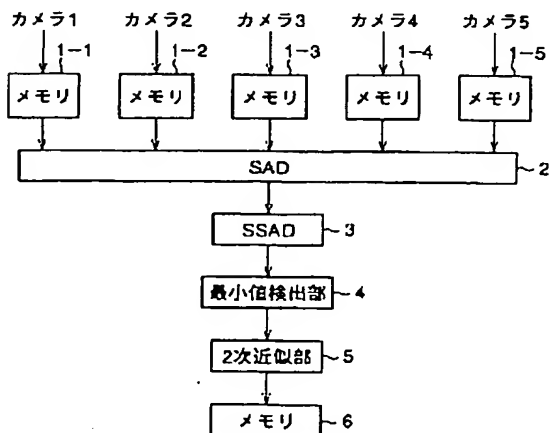 カメラ1 カメラ2 カメラ3 カメラ4 カメラ5
1-1 1-2 1-3 1-4 1-5
メモリ メモリ メモリ メモリ メモリ
SAD
2
SSAD 3
最小値検出部 4
2次近似部 5
メモリ 6